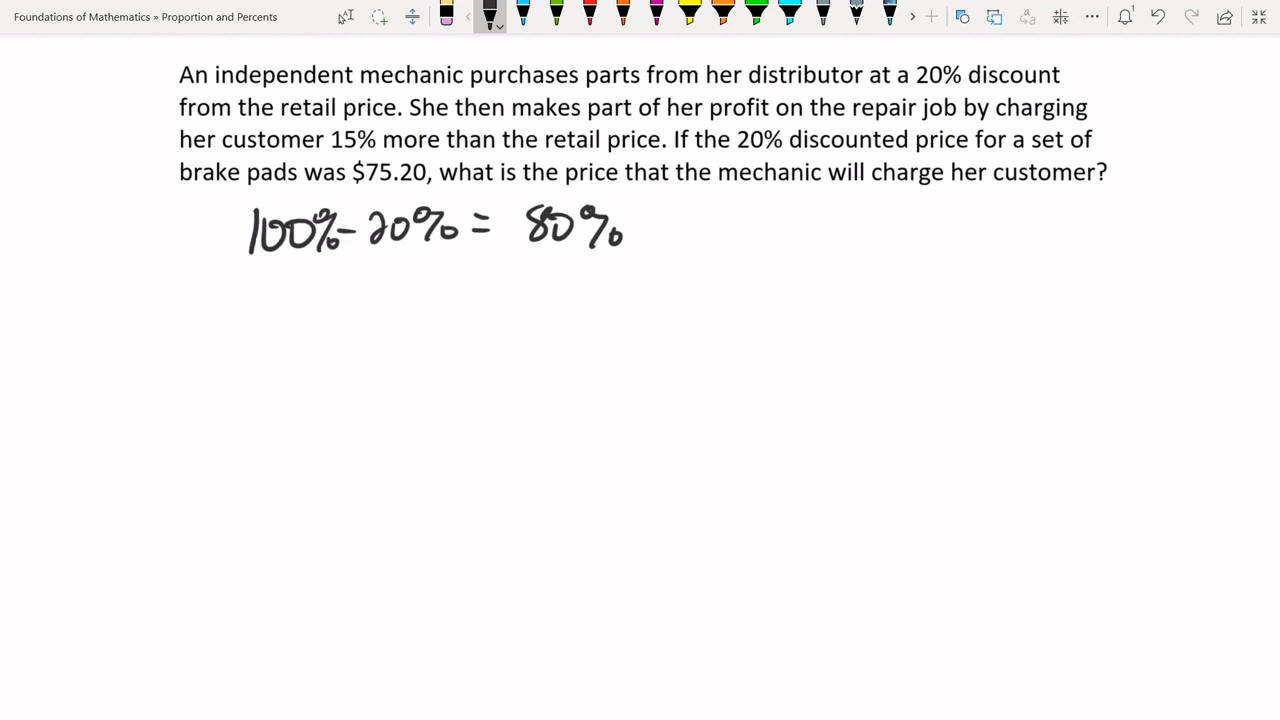 Foundations of Mathematics » Proportion and Percents
An independent mechanic purchases parts from her distributor at a 20% discount
from the retail price. She then makes part of her profit on the repair job by charging
her customer 15% more than the retail price. If the 20% discounted price for a set of
brake pads was $75.20, what is the price that the mechanic will charge her customer?
100% - 20% = 80%